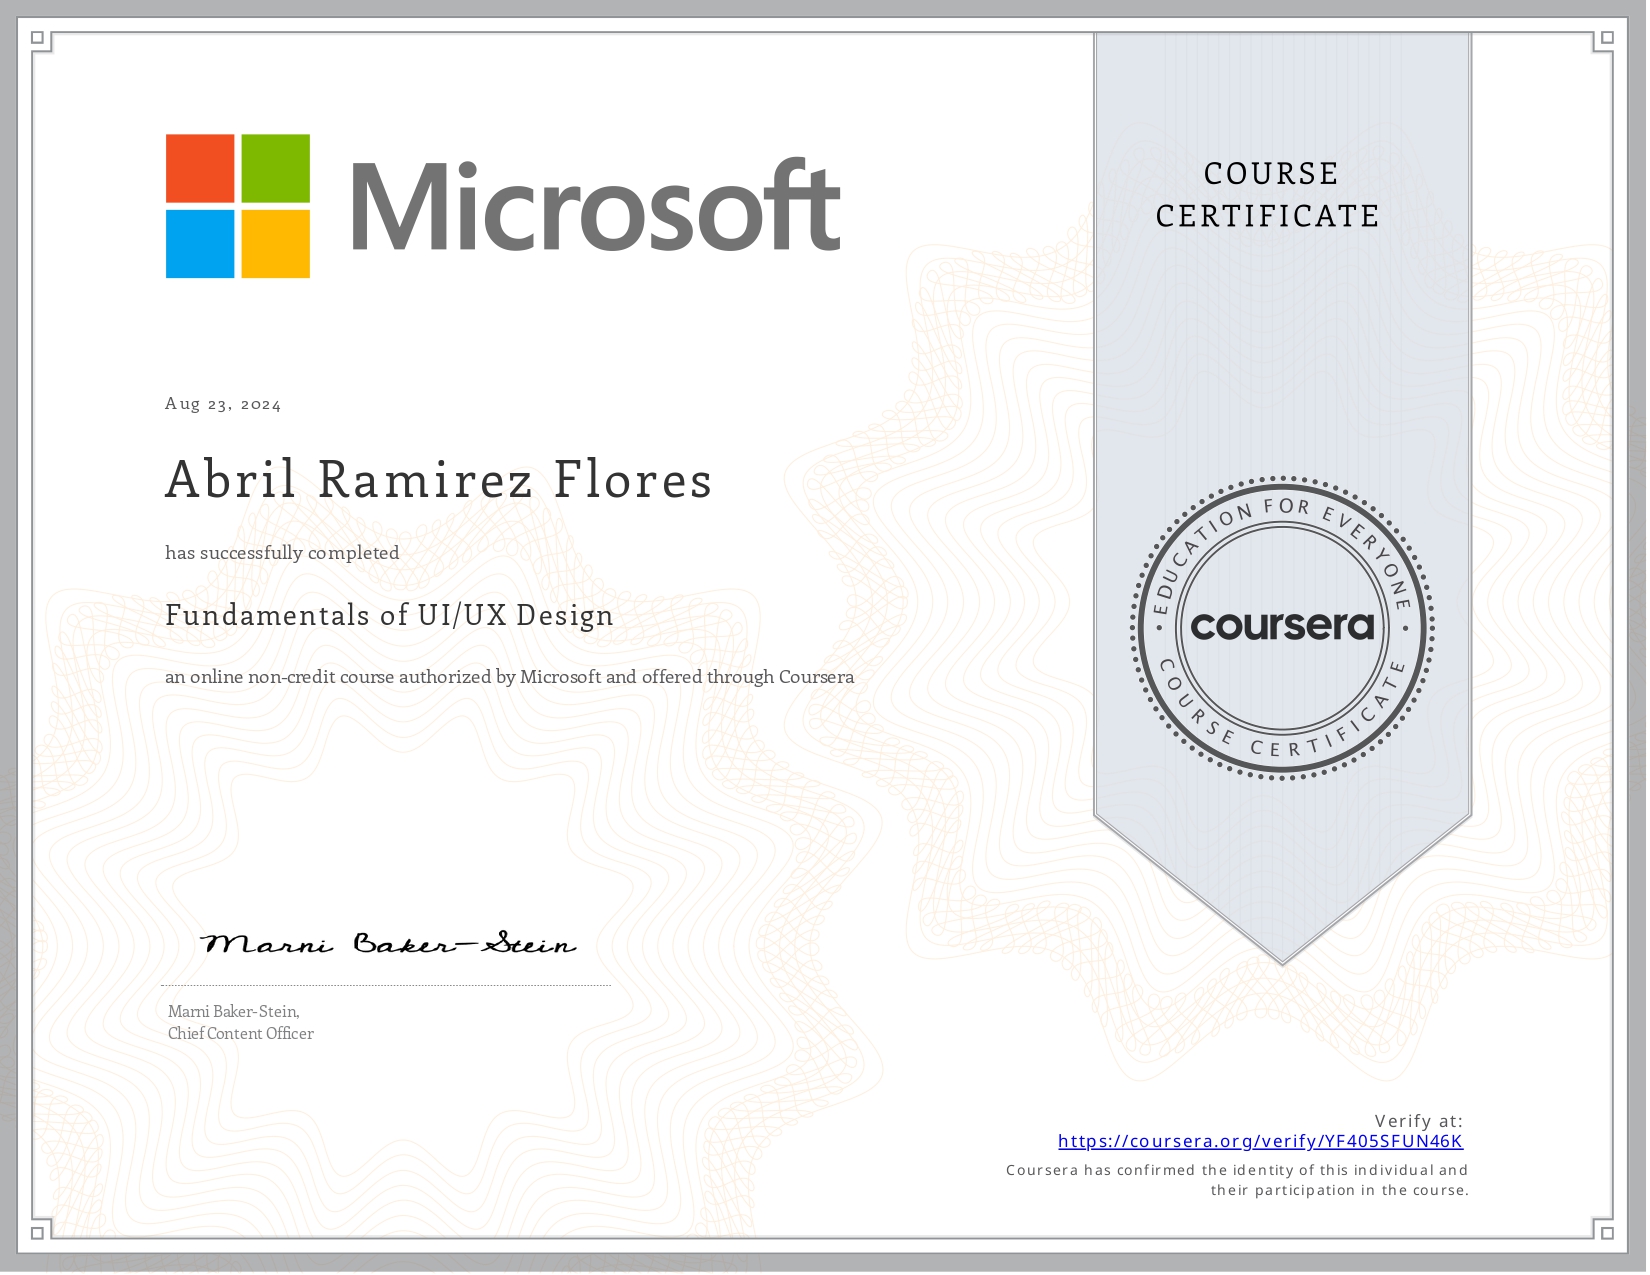 Microsoft
COURSE
CERTIFICATE
Aug 23, 2024
Abril Ramirez Flores
has successfully completed
Fundamentals of UI/UX Design
an online non-credit course authorized by Microsoft and offered through Coursera
EDUCATION FOR EVERYONE
coursera
COURSE CERTIFICATE
Marni Baker-Stein
Marni Baker-Stein,
Chief Content Officer
Verify at:
https://coursera.org/verify/YF405SFUN46K
Coursera has confirmed the identity of this individual and
their participation in the course.